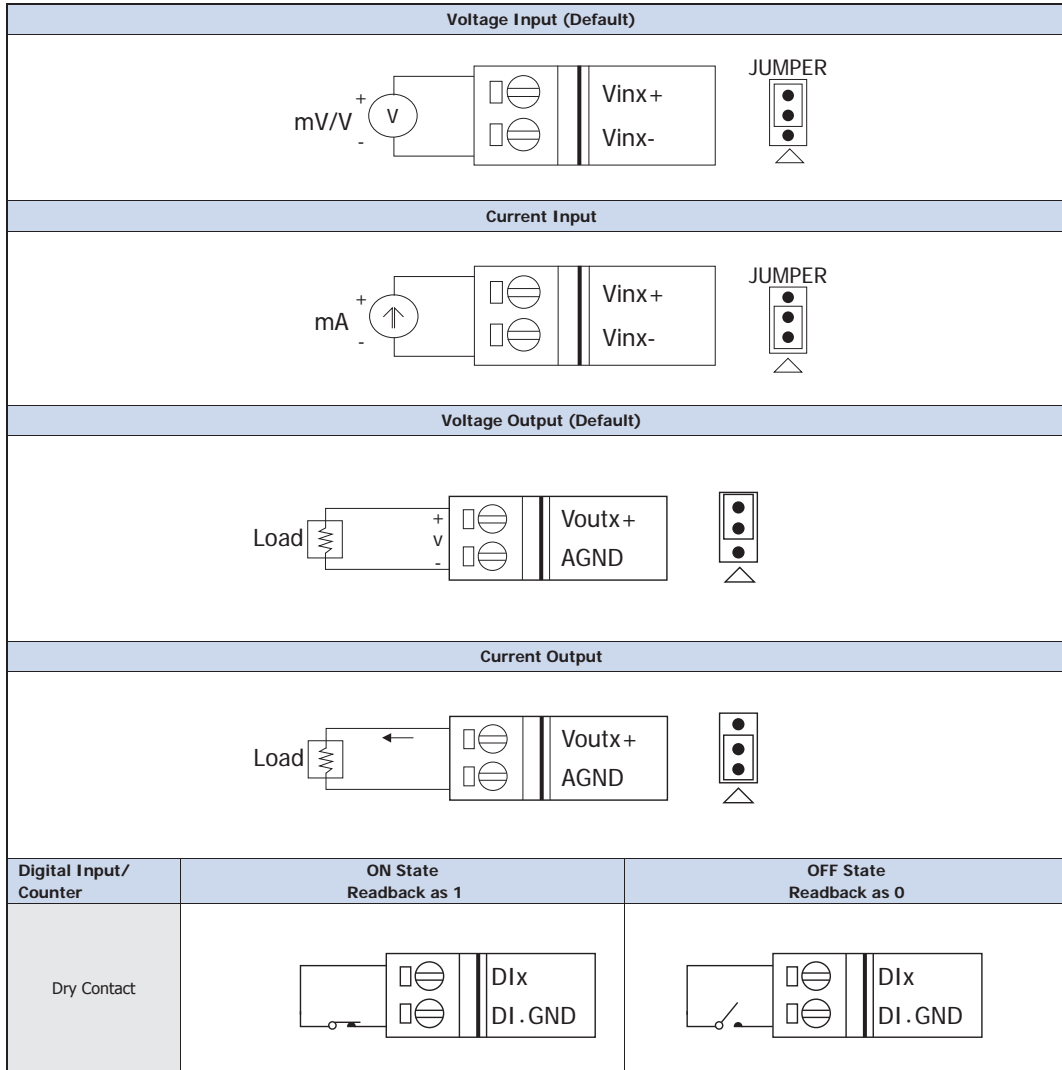 Voltage Input (Default)
JUMPER
mV/V
+
-
V
Vinx+
Vinx-
Current Input
JUMPER
mA
+
-
Vinx+
Vinx-
Voltage Output (Default)
Load
+
v
-
Voutx+
AGND
Current Output
Load
Voutx+
AGND
Digital Input/
Counter
ON State
Readback as 1
OFF State
Readback as 0
Dry Contact
DIx
DI.GND
DIx
DI.GND